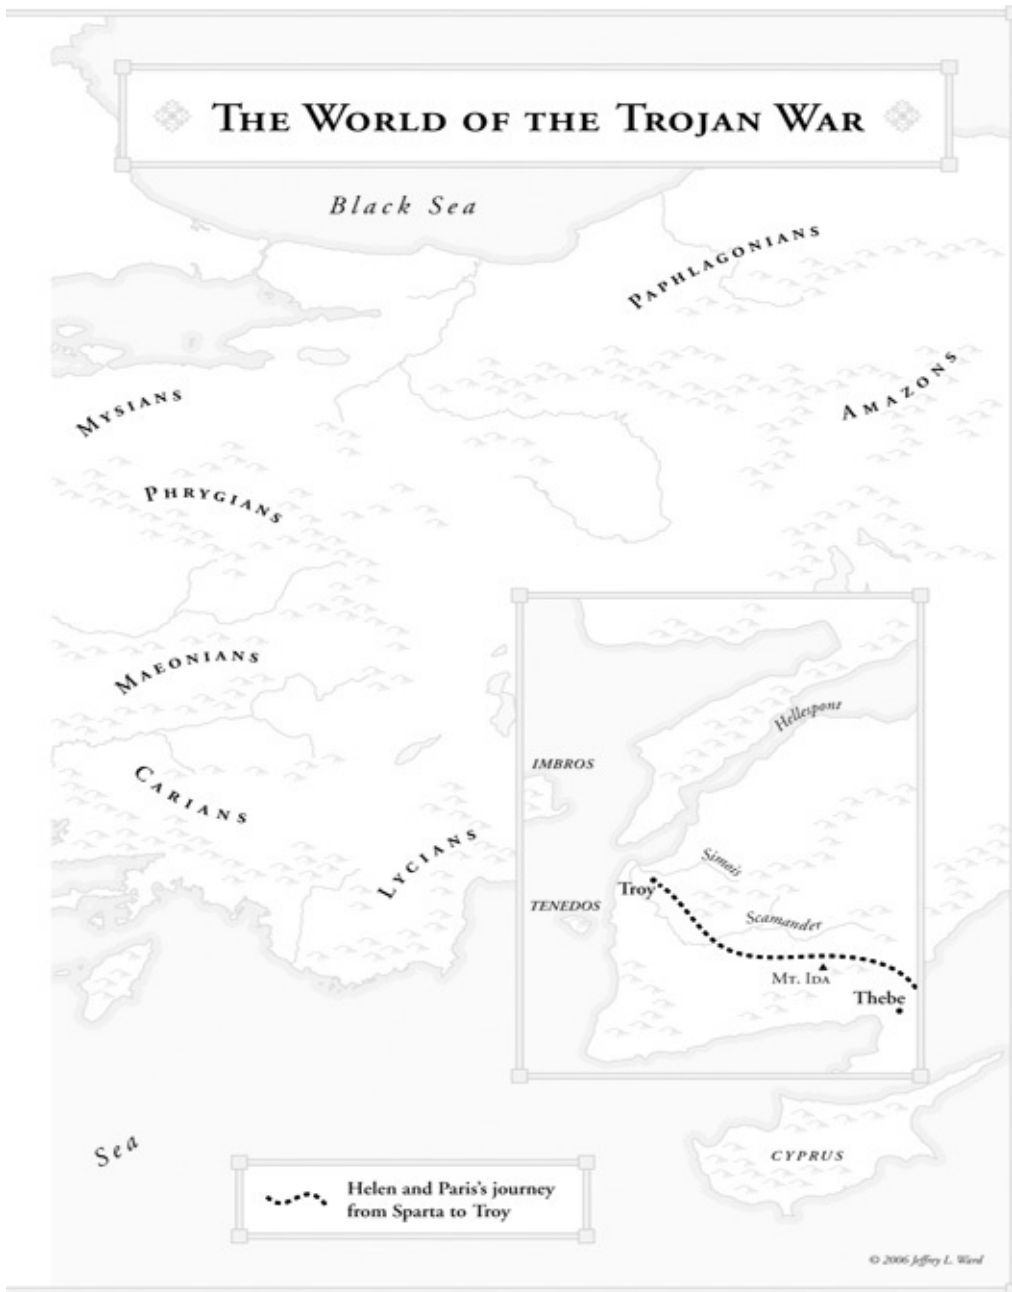 THE WORLD OF THE TROJAN WAR
Black Sea
PAPHLAGONIANS
AMAZONS
MYSIANS
PHRYGIANS
MAEONIANS
CARIANS
LYCIANS
Hellespont
IMBROS
Simois
Troy
TENEDOS
Scamander
MT. IDA
Thebe
Sea
CYPRUS
Helen and Paris's journey
from Sparta to Troy
© 2006 Jeffrey L. Ward